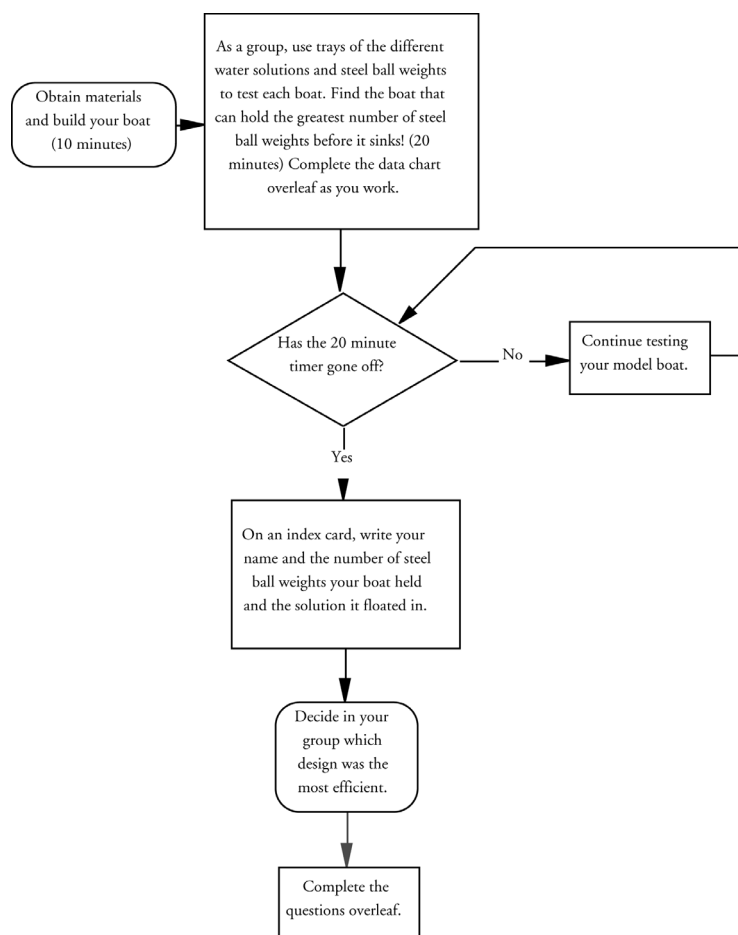 Obtain materials
and build your boat
(10 minutes)
As a group, use trays of the different
water solutions and steel ball weights
to test each boat. Find the boat that
can hold the greatest number of steel
ball weights before it sinks! (20
minutes) Complete the data chart
overleaf as you work.
Has the 20 minute
timer gone off?
No
Continue testing
your model boat.
Yes
On an index card, write your
name and the number of steel
ball weights your boat held
and the solution it floated in.
Decide in your
group which
design was the
most efficient.
Complete the
questions overleaf.